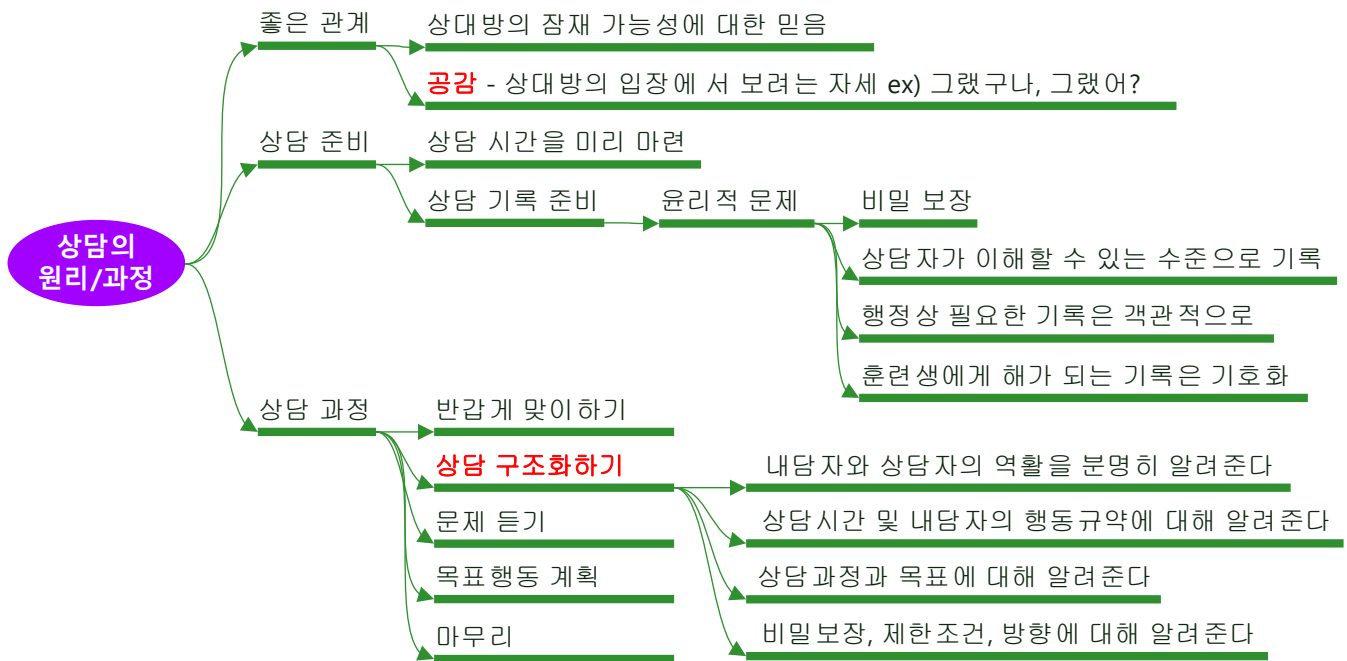 좋은 관계
상대방의 잠재 가능성에 대한 믿음
공감 - 상대방의 입장에 서 보려는 자세 ex) 그랬구나, 그랬어?
상담 준비
상담 시간을 미리 마련
상담 기록 준비
윤리적 문제
비밀 보장
상담자가 이해할 수 있는 수준으로 기록
행정상 필요한 기록은 객관적으로
훈련생에게 해가 되는 기록은 기호화
상담의
원리/과정
상담 과정
반갑게 맞이하기
상담 구조화하기
내담자와 상담자의 역활을 분명히 알려준다
상담시간 및 내담자의 행동규약에 대해 알려준다
상담과정과 목표에 대해 알려준다
비밀보장, 제한조건, 방향에 대해 알려준다
문제 듣기
목표행동 계획
마무리